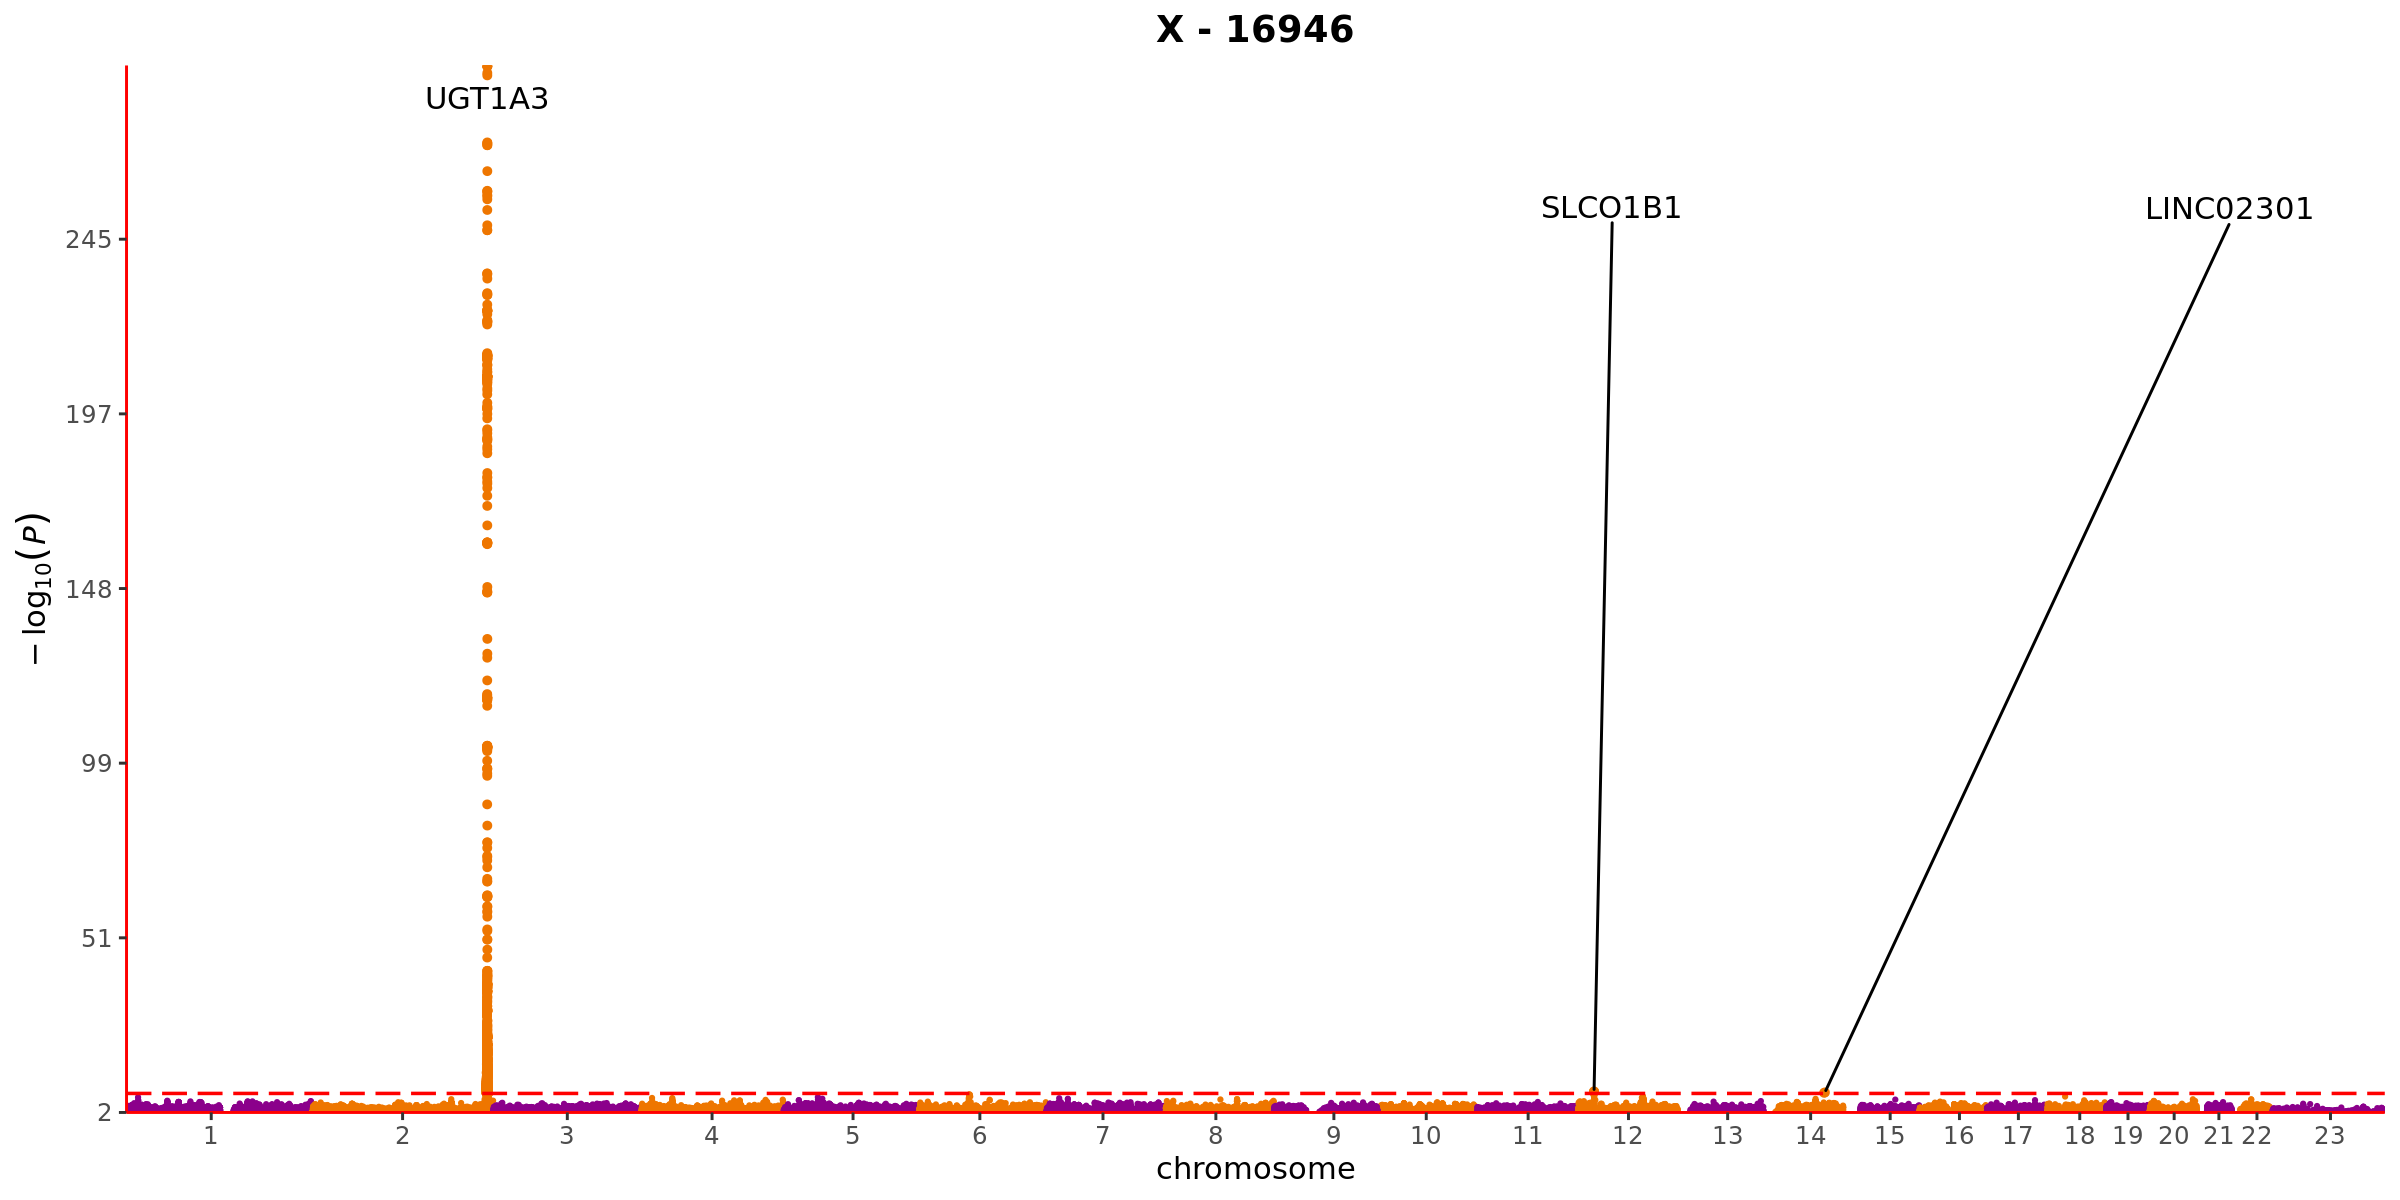 X - 16946
UGT1A3
SLCO1B1
LINC02301
245
197
148
99
51
2
− log10(P)
1 2 3 4 5 6 7 8 9 10 11 12 13 14 15 16 17 18 19 20 21 22 23
chromosome